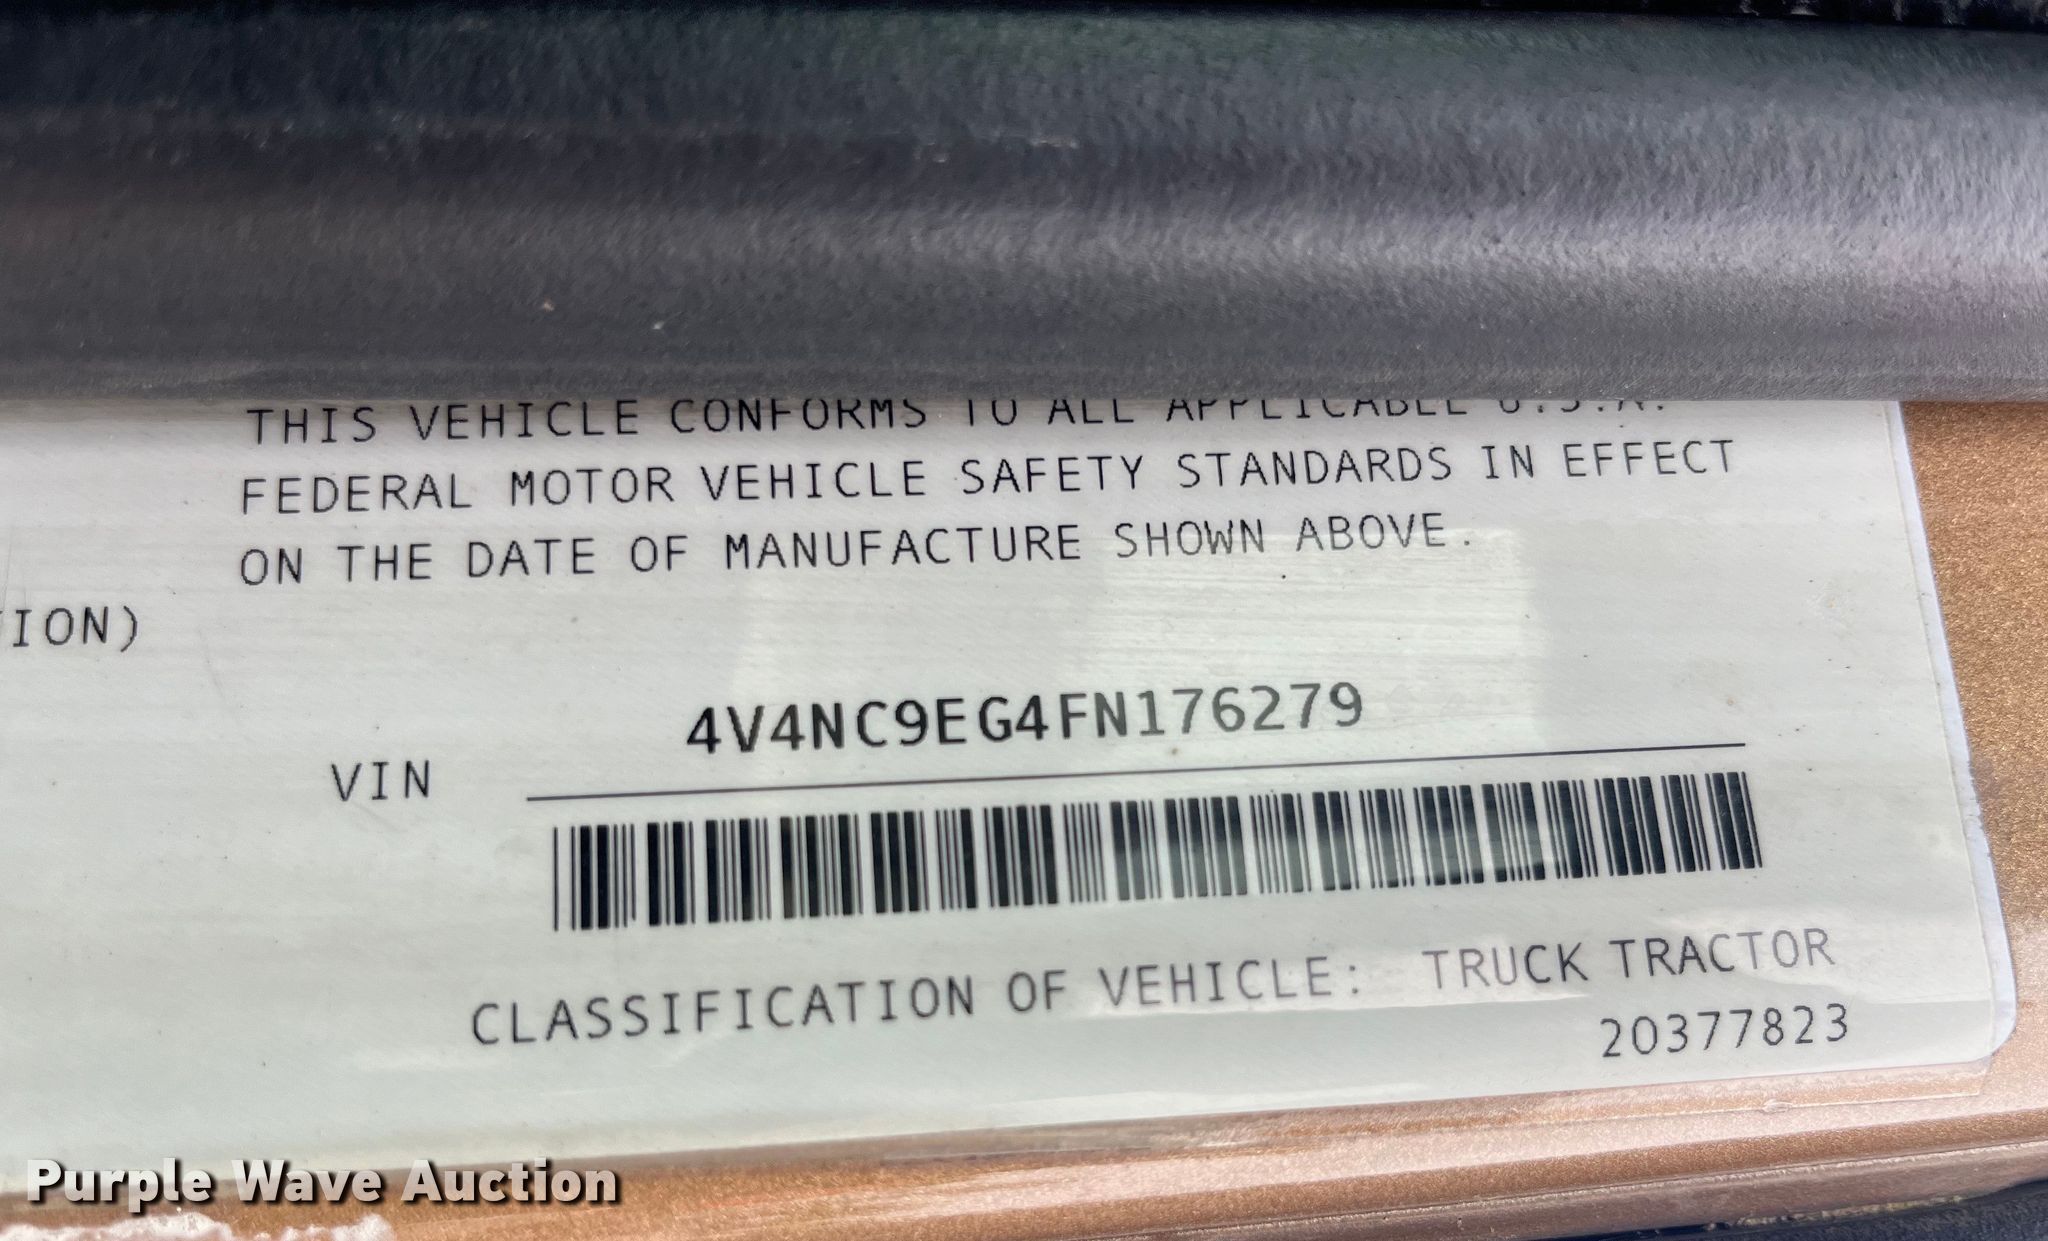 THIS VEHICLE CONFORMS TO ALL APPLICABLE U.S.A.
FEDERAL MOTOR VEHICLE SAFETY STANDARDS IN EFFECT
ON THE DATE OF MANUFACTURE SHOWN ABOVE.
ION)
4V4NC9EG4FN176279
VIN
CLASSIFICATION OF VEHICLE: TRUCK TRACTOR
20377823
Purple Wave Auction